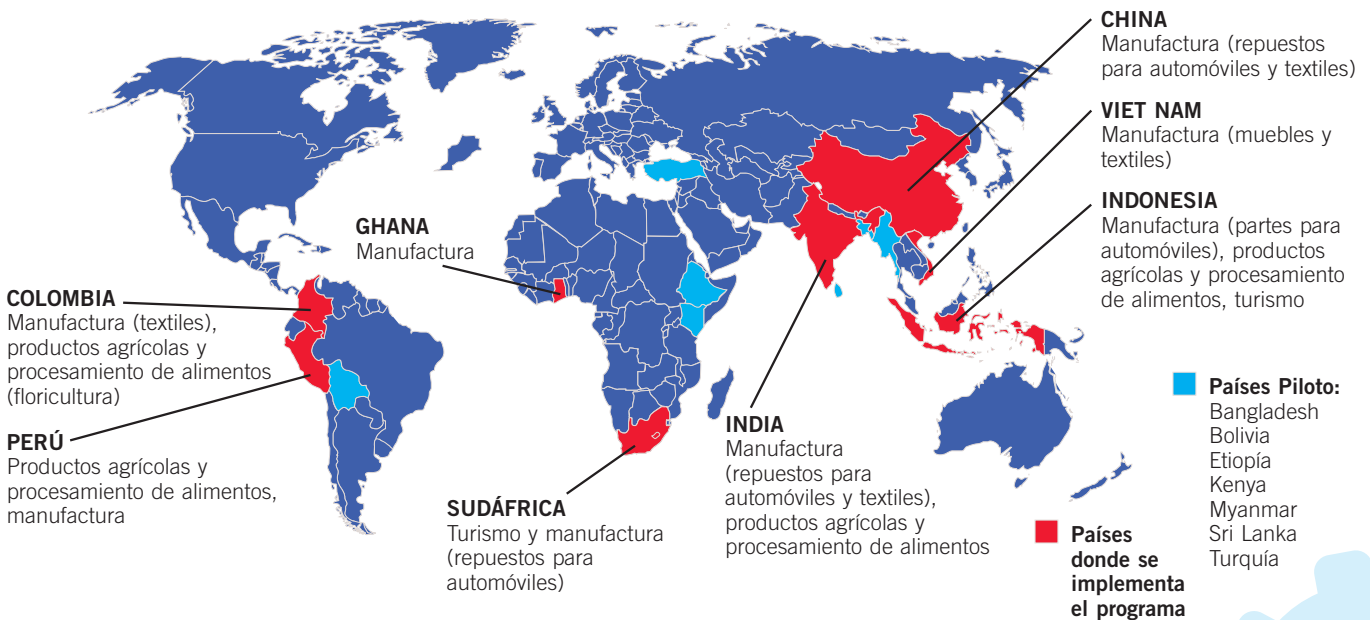 CHINA
Manufactura (repuestos
para automóviles y textiles)
VIET NAM
Manufactura (muebles y
textiles)
INDONESIA
Manufactura (partes para
automóviles), productos
agrícolas y procesamiento
de alimentos, turismo
GHANA
Manufactura
COLOMBIA
Manufactura (textiles),
productos agrícolas y
procesamiento de alimentos
(floricultura)
PERÚ
Productos agrícolas y
procesamiento de alimentos,
manufactura
SUDÁFRICA
Turismo y manufactura
(repuestos para
automóviles)
INDIA
Manufactura
(repuestos para
automóviles y textiles),
productos agrícolas y
procesamiento de alimentos
Países Piloto:
Bangladesh
Bolivia
Etiopía
Kenya
Myanmar
Sri Lanka
Turquía
Países
donde se
implementa
el programa